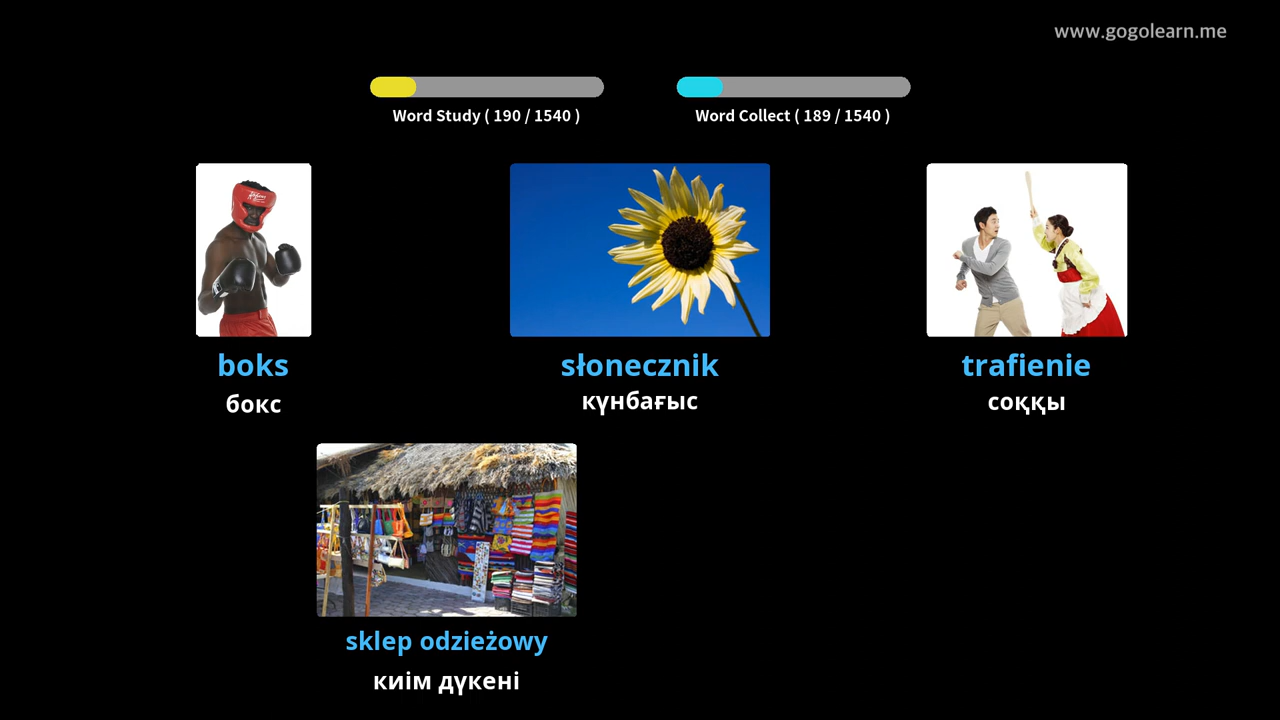 www.gogolearn.me
Word Study ( 190 / 1540 )
Word Collect ( 189 / 1540 )
boks
бокс
słonecznik
күнбағыс
trafienie
соққы
sklep odzieżowy
киім дүкені